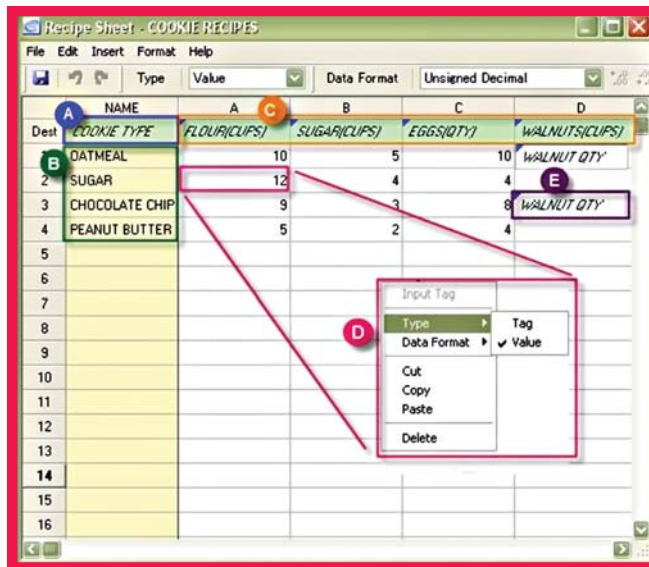 Recipe Sheet - COOKIE RECIPES
File Edit Insert Format Help
Type Value Data Format Unsigned Decimal
NAME A B C D
A C
Dest COOKIE TYPE FLOUR(CUPS) SUGAR(CUPS) EGGS(QTY) WALNUTS(CUPS)
OATMEAL 10 5 10 WALNUT QTY
B E
2 SUGAR 12 4 4
3 CHOCOLATE CHIP 9 3 8 WALNUT QTY
4 PEANUT BUTTER 5 2 4
5
6
Input Tag
7
D Type Tag
8
Data Format Value
9
Cut
10
Copy
11
Paste
12
Delete
13
14
15
16